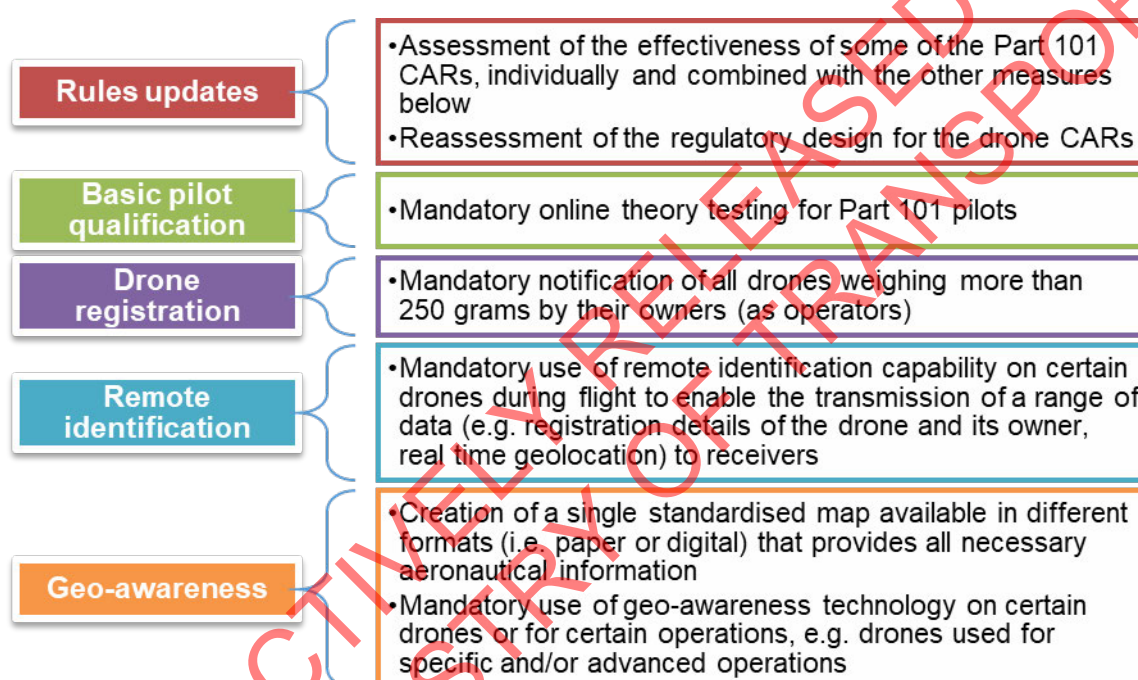 Rules updates
•Assessment of the effectiveness of some of the Part 101
CARs, individually and combined with the other measures
below
•Reassessment of the regulatory design for the drone CARs
Basic pilot
qualification
•Mandatory online theory testing for Part 101 pilots
Drone
registration
•Mandatory notification of all drones weighing more than
250 grams by their owners (as operators)
Remote
identification
•Mandatory use of remote identification capability on certain
drones during flight to enable the transmission of a range of
data (e.g. registration details of the drone and its owner,
real time geolocation) to receivers
Geo-awareness
•Creation of a single standardised map available in different
formats (i.e. paper or digital) that provides all necessary
aeronautical information
•Mandatory use of geo-awareness technology on certain
drones or for certain operations, e.g. drones used for
specific and/or advanced operations
CTIVELY RELEASED
STRY OF TRANSPOR